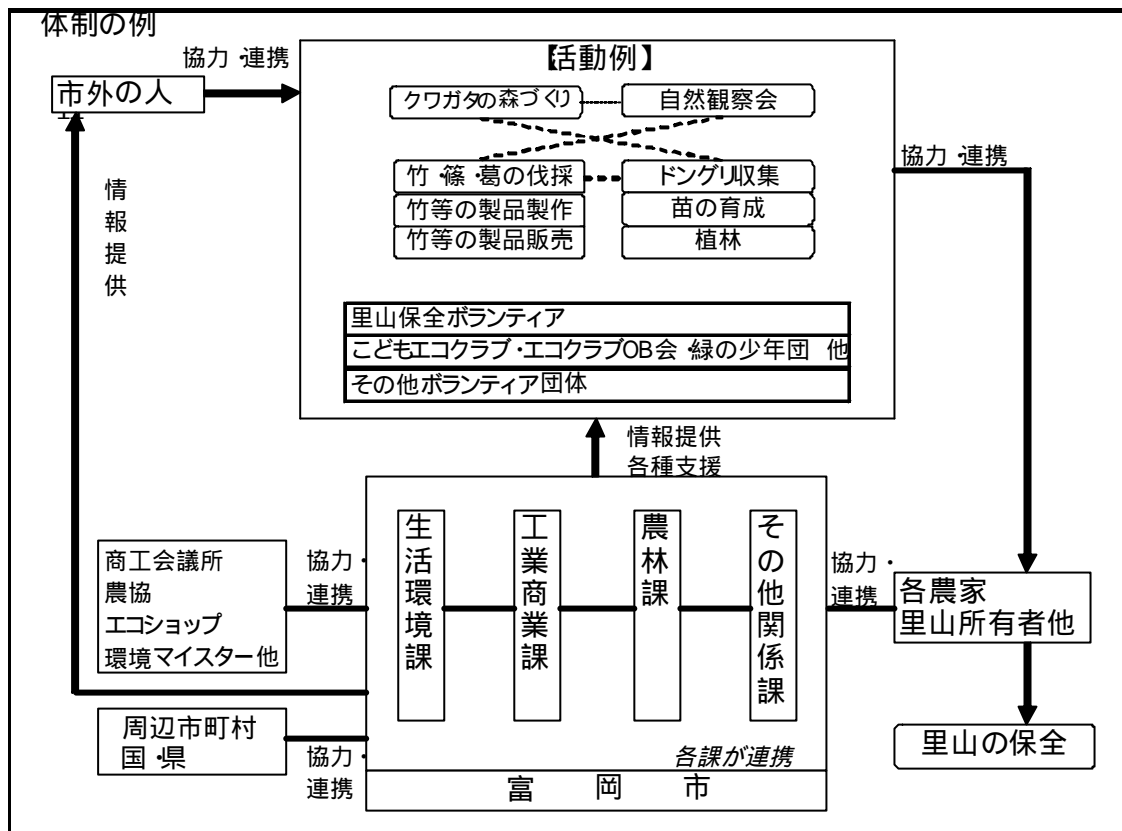 体制の例
協力・連携
市外の人
情報提供
【活動例】
クワガタの森づくり
自然観察会
竹・篠・葛の伐採
ドングリ収集
竹等の製品製作
苗の育成
竹等の製品販売
植林
里山保全ボランティア
こどもエコクラブ・エコクラブOB会・緑の少年団　他
その他ボランティア団体
協力・連携
情報提供
各種支援
商工会議所
農協
エコショップ
環境マイスター他
協力・
連携
生活環境課
工業商業課
農林課
その他関係課
協力・
連携
各農家
里山所有者他
周辺市町村
国・県
協力・
連携
各課が連携
里山の保全
富岡市